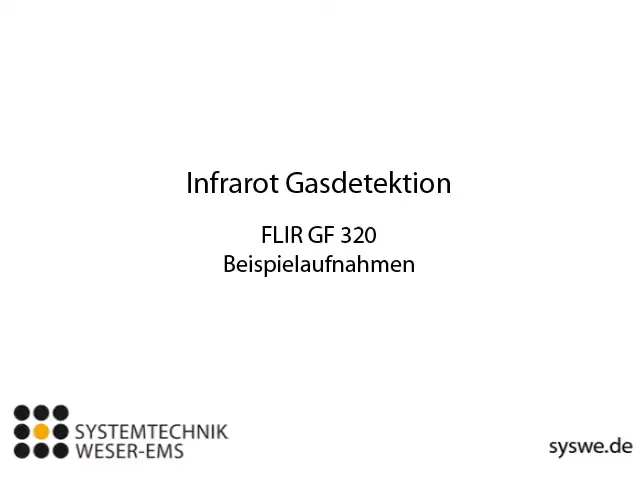 Infrarot Gasdetektion
FLIR GF 320
Beispielaufnahmen
SYSTEMTECHNIK
WESER-EMS
syswe.de